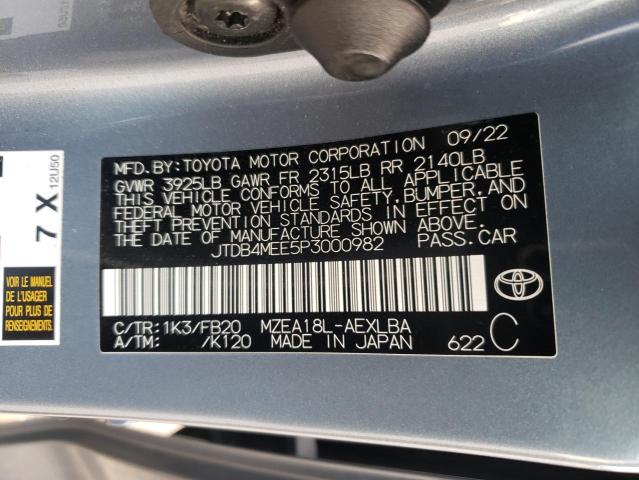 MFD.BY:TOYOTA MOTOR CORPORATION 09/22
GVWR 3925LB GAWR FR 2315LB RR 2140LB
THIS VEHICLE CONFORMS TO ALL APPLICABLE
FEDERAL MOTOR VEHICLE SAFETY,BUMPER,AND
THEFT PREVENTION STANDARDS IN EFFECT ON
THE DATE OF MANUFACTURE SHOWN ABOVE.
JTDB4MEE5P3000982 PASS.CAR
C/TR:1K3/FB20 MZEA18L-AEXLBA
A/TM: /K120 MADE IN JAPAN 622 C
7 X 12U50
VOIR LE MANUEL
DE L'USAGER
POUR PLUS DE
RENSEIGNEMENTS.